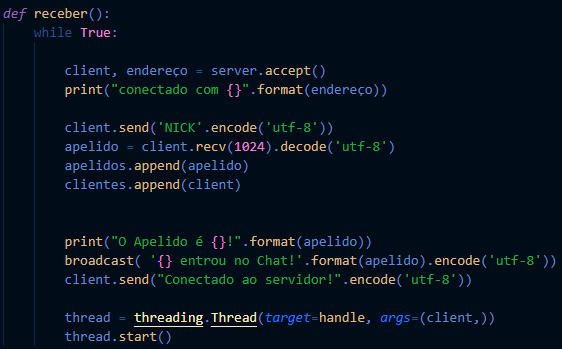 def receber():
while True:
client, endereço = server.accept()
print("conectado com {}".format(endereço))
client.send('NICK'.encode('utf-8'))
apelido = client.recv(1024).decode('utf-8')
apelidos.append(apelido)
clientes.append(client)
print("O Apelido é {}!".format(apelido))
broadcast( '{} entrou no Chat!'.format(apelido).encode('utf-8'))
client.send("Conectado ao servidor!".encode('utf-8'))
thread = threading.Thread(target=handle, args=(client,))
thread.start()